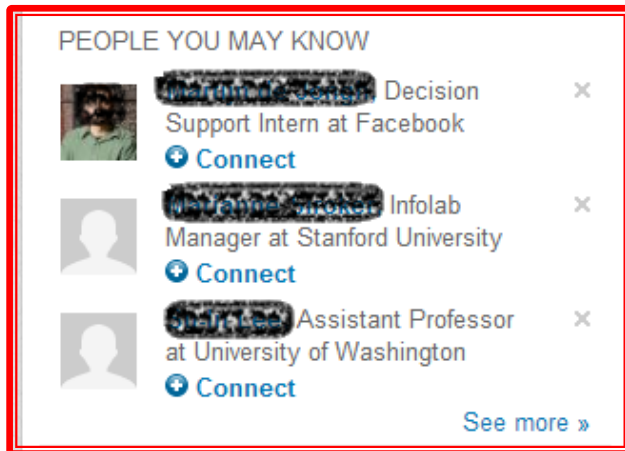 PEOPLE YOU MAY KNOW
Decision
Support Intern at Facebook
Connect
Infolab
Manager at Stanford University
Connect
Assistant Professor
at University of Washington
Connect
See more »